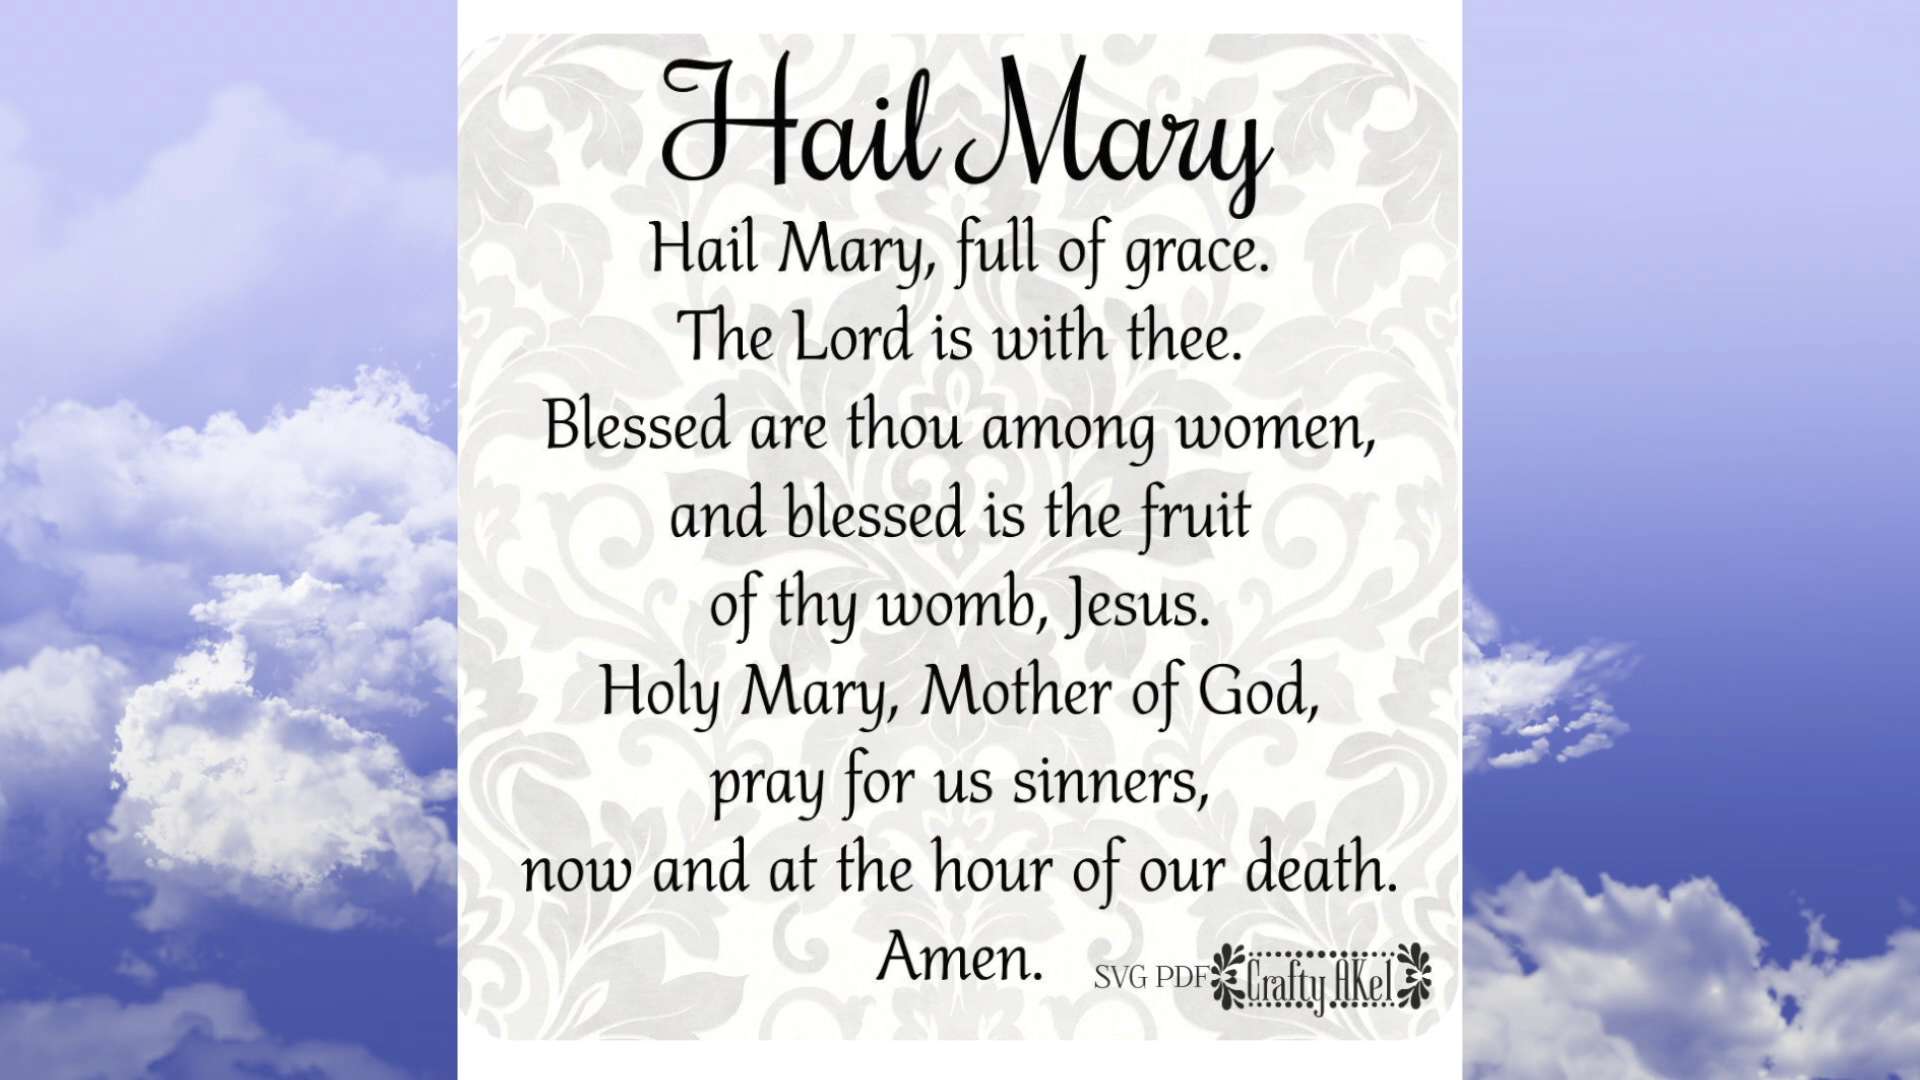 Hail Mary
Hail Mary, full of grace.
The Lord is with thee.
Blessed are thou among women,
and blessed is the fruit
of thy womb, Jesus.
Holy Mary, Mother of God,
pray for us sinners,
now and at the hour of our death.
Amen.
SVG PDF Crafty AKel